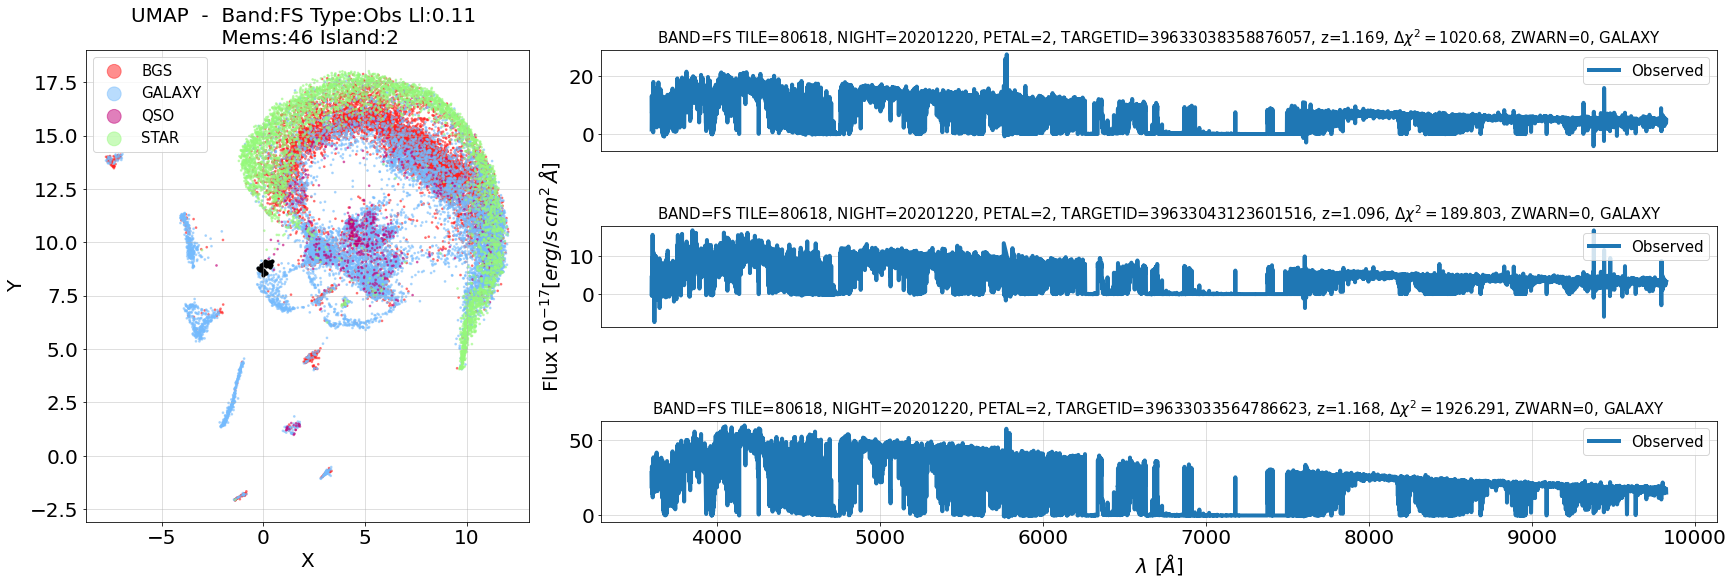 UMAP  -  Band:FS Type:Obs Ll:0.11
Mems:46 Island:2
BGS
GALAXY
QSO
STAR
17.5
15.0
12.5
10.0
7.5
5.0
2.5
0.0
−2.5
Y
−5
0
5
10
X
Flux 10⁻¹⁷[erg/s cm² Å]
BAND=FS TILE=80618, NIGHT=20201220, PETAL=2, TARGETID=39633038358876057, z=1.169, Δχ² = 1020.68, ZWARN=0, GALAXY
20
0
Observed
BAND=FS TILE=80618, NIGHT=20201220, PETAL=2, TARGETID=39633043123601516, z=1.096, Δχ² = 189.803, ZWARN=0, GALAXY
10
0
Observed
BAND=FS TILE=80618, NIGHT=20201220, PETAL=2, TARGETID=39633033564786623, z=1.168, Δχ² = 1926.291, ZWARN=0, GALAXY
50
0
Observed
4000
5000
6000
7000
8000
9000
10000
λ [Å]